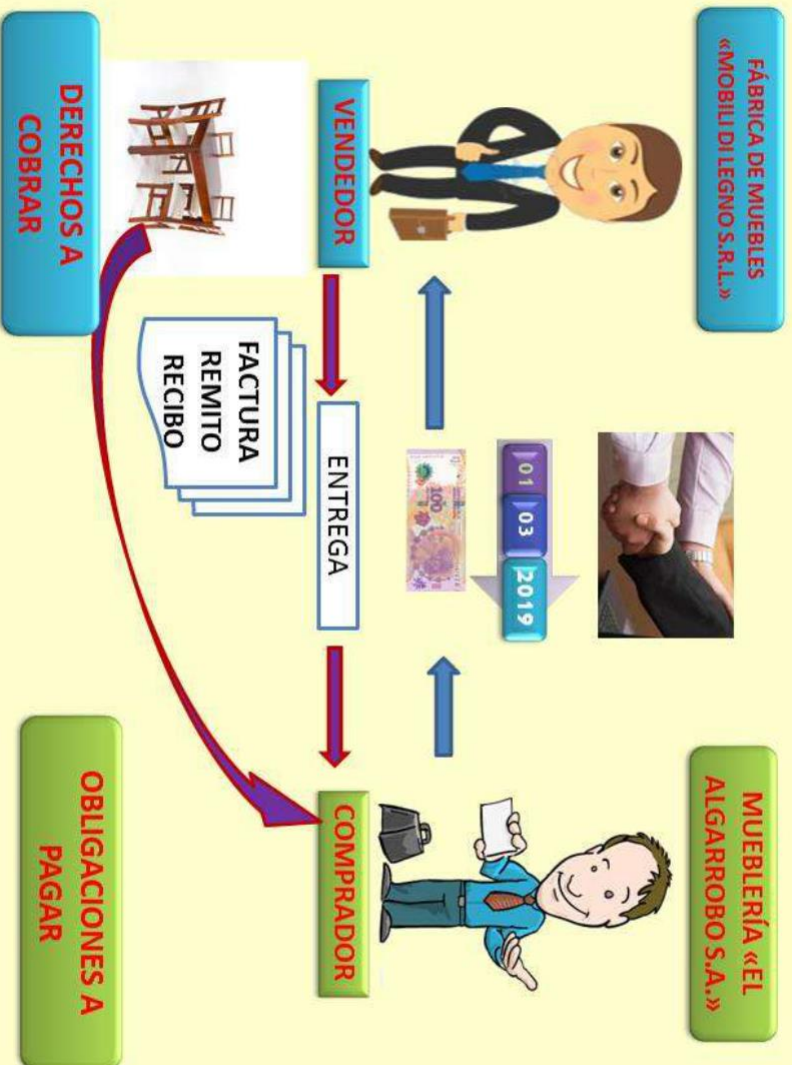 FÁBRICA DE MUEBLES
«MOBILI DI LEGNO S.R.L.»
MUEBLERÍA «EL
ALGARROBO S.A.»
01 03 2019
100
VENDEDOR
ENTREGA
COMPRADOR
FACTURA
REMITO
RECIBO
DERECHOS A
COBRAR
OBLIGACIONES A
PAGAR